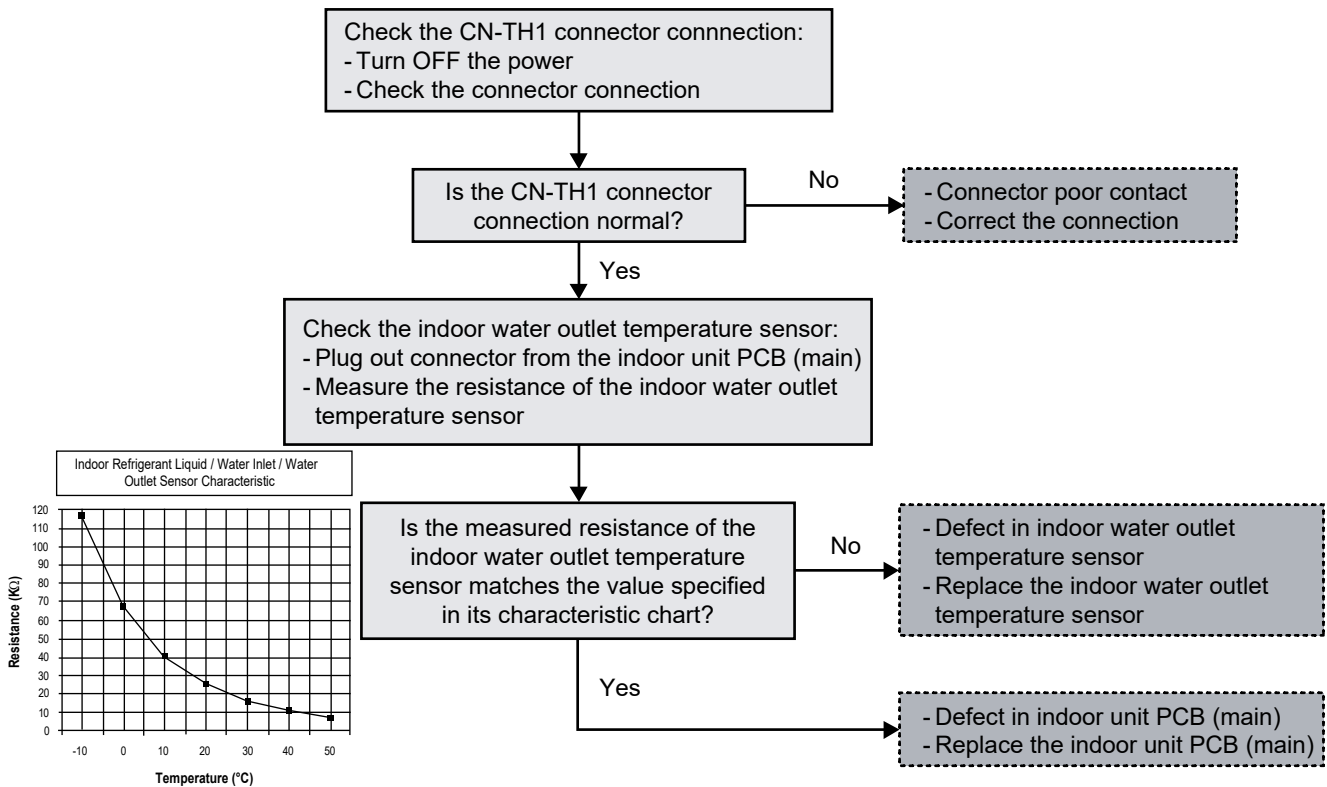 Check the CN-TH1 connector connnection:
- Turn OFF the power
- Check the connector connection
Is the CN-TH1 connector
connection normal?
No
- Connector poor contact
- Correct the connection
Yes
Check the indoor water outlet temperature sensor:
- Plug out connector from the indoor unit PCB (main)
- Measure the resistance of the indoor water outlet
temperature sensor
Indoor Refrigerant Liquid / Water Inlet / Water
Outlet Sensor Characteristic
120
110
100
90
80
70
60
50
40
30
20
10
0
Resistance (KΩ)
-10 0 10 20 30 40 50
Temperature (°C)
Is the measured resistance of the
indoor water outlet temperature
sensor matches the value specified
in its characteristic chart?
No
- Defect in indoor water outlet
temperature sensor
- Replace the indoor water outlet
temperature sensor
Yes
- Defect in indoor unit PCB (main)
- Replace the indoor unit PCB (main)